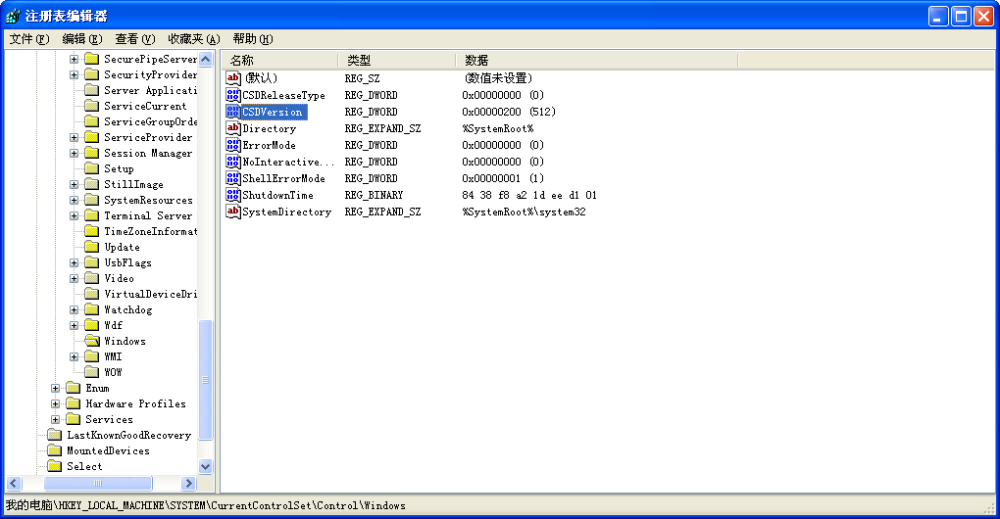 注册表编辑器
文件(F) 编辑(E) 查看(V) 收藏夹(A) 帮助(H)
SecurePipeServer
SecurityProvider
Server Applicati
ServiceCurrent
ServiceGroupOrde
ServiceProvider
Session Manager
Setup
StillImage
SystemResources
Terminal Server
TimeZoneInformat
Update
UsbFlags
Video
VirtualDeviceDri
Watchdog
Wdf
Windows
WMI
WOW
Enum
Hardware Profiles
Services
LastKnownGoodRecovery
MountedDevices
Select
名称 类型 数据
(默认) REG_SZ (数值未设置)
CSDReleaseType REG_DWORD 0x00000000 (0)
CSDVersion REG_DWORD 0x00000200 (512)
Directory REG_EXPAND_SZ %SystemRoot%
ErrorMode REG_DWORD 0x00000000 (0)
NoInteractive... REG_DWORD 0x00000000 (0)
ShellErrorMode REG_DWORD 0x00000001 (1)
ShutdownTime REG_BINARY 84 38 f8 a2 1d ee d1 01
SystemDirectory REG_EXPAND_SZ %SystemRoot%\system32
我的电脑\HKEY_LOCAL_MACHINE\SYSTEM\CurrentControlSet\Control\Windows